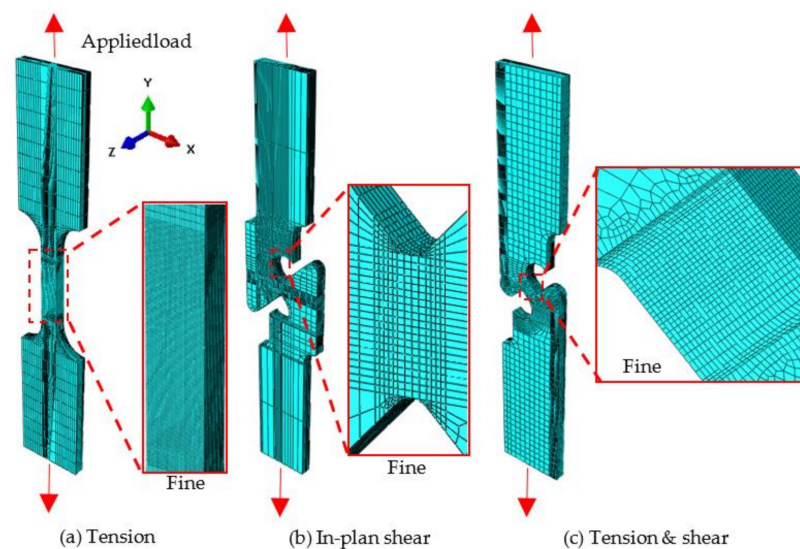 Appliedload
Y
Z
X
Fine
Fine
Fine
(a) Tension
(b) In-plan shear
(c) Tension & shear